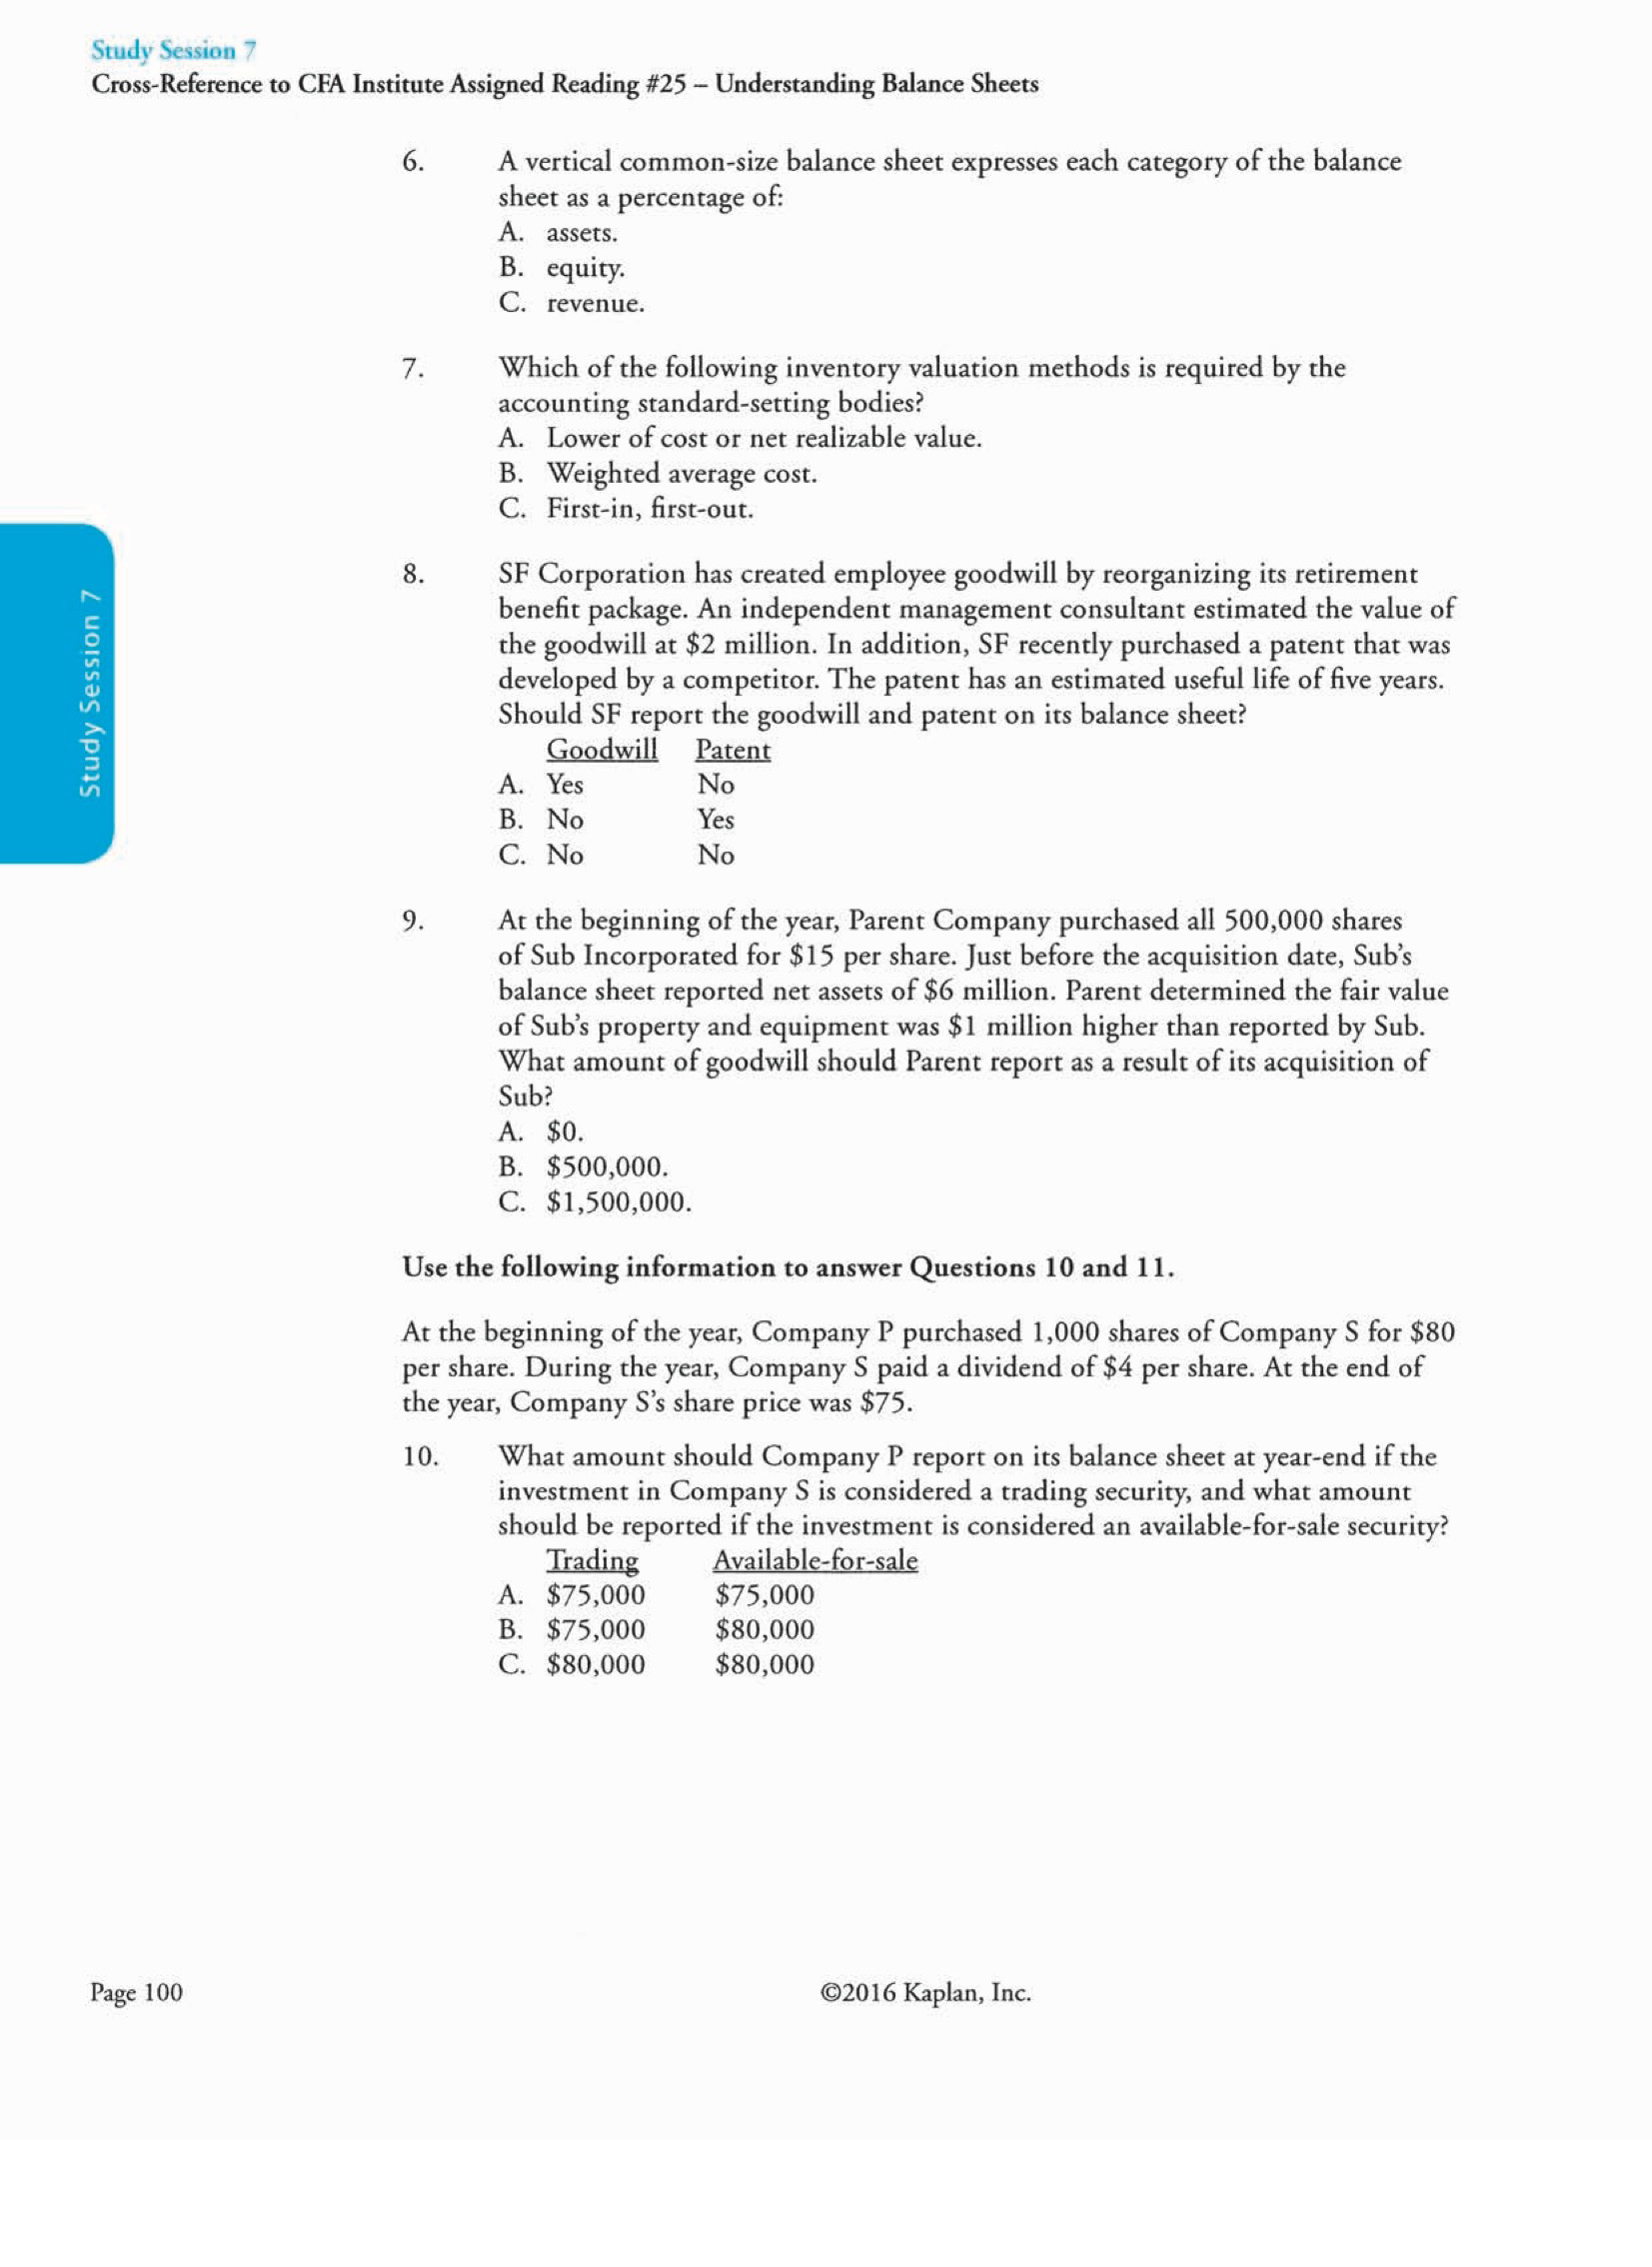 Study Session 7
Cross-Reference to CFA Institute Assigned Reading #25 – Understanding Balance Sheets
6. A vertical common-size balance sheet expresses each category of the balance
sheet as a percentage of:
A. assets.
B. equity.
C. revenue.
7. Which of the following inventory valuation methods is required by the
accounting standard-setting bodies?
A. Lower of cost or net realizable value.
B. Weighted average cost.
C. First-in, first-out.
Study Session 7
8. SF Corporation has created employee goodwill by reorganizing its retirement
benefit package. An independent management consultant estimated the value of
the goodwill at $2 million. In addition, SF recently purchased a patent that was
developed by a competitor. The patent has an estimated useful life of five years.
Should SF report the goodwill and patent on its balance sheet?
Goodwill Patent
A. Yes No
B. No Yes
C. No No
9. At the beginning of the year, Parent Company purchased all 500,000 shares
of Sub Incorporated for $15 per share. Just before the acquisition date, Sub's
balance sheet reported net assets of $6 million. Parent determined the fair value
of Sub's property and equipment was $1 million higher than reported by Sub.
What amount of goodwill should Parent report as a result of its acquisition of
Sub?
A. $0.
B. $500,000.
C. $1,500,000.
Use the following information to answer Questions 10 and 11.
At the beginning of the year, Company P purchased 1,000 shares of Company S for $80
per share. During the year, Company S paid a dividend of $4 per share. At the end of
the year, Company S's share price was $75.
10. What amount should Company P report on its balance sheet at year-end if the
investment in Company S is considered a trading security, and what amount
should be reported if the investment is considered an available-for-sale security?
Trading Available-for-sale
A. $75,000 $75,000
B. $75,000 $80,000
C. $80,000 $80,000
Page 100 ©2016 Kaplan, Inc.